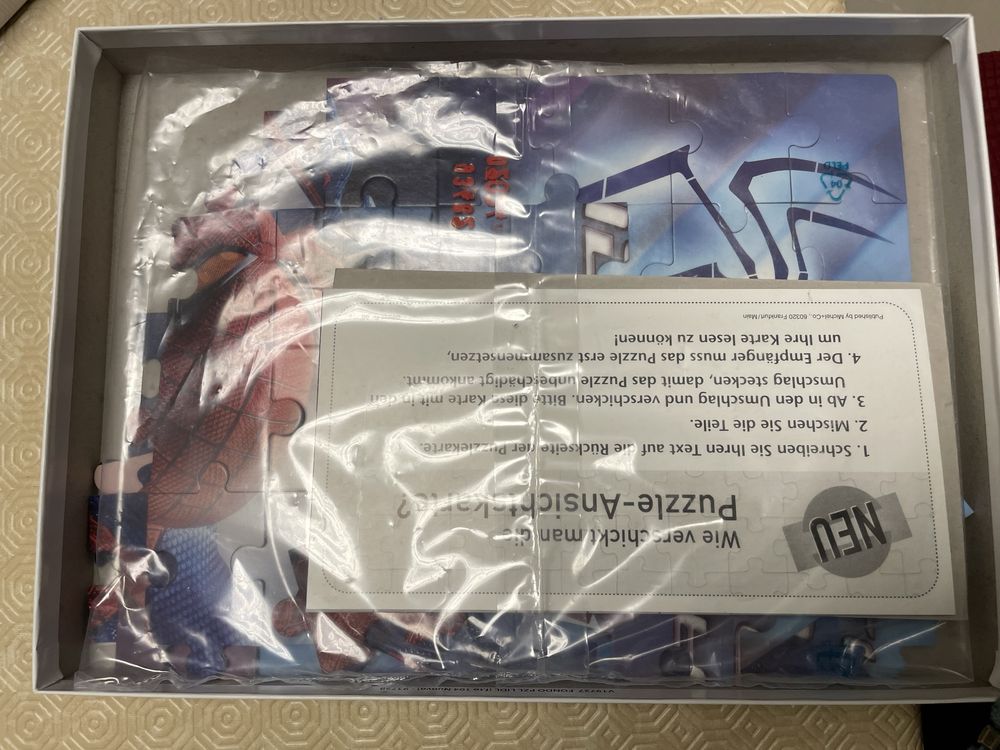 NEU
Wie verschickt man die
Puzzle-Ansichtskarte?
1. Schreiben Sie Ihren Text auf die Rückseite der Puzzlekarte.
2. Mischen Sie die Teile.
3. Ab in den Umschlag und verschicken. Bitte diese Karte mit in den
Umschlag stecken, damit das Puzzle unbeschädigt ankommt.
4. Der Empfänger muss das Puzzle erst zusammensetzen,
um Ihre Karte lesen zu können!
Published by Michel+Co., 60320 Frankfurt/Main
04